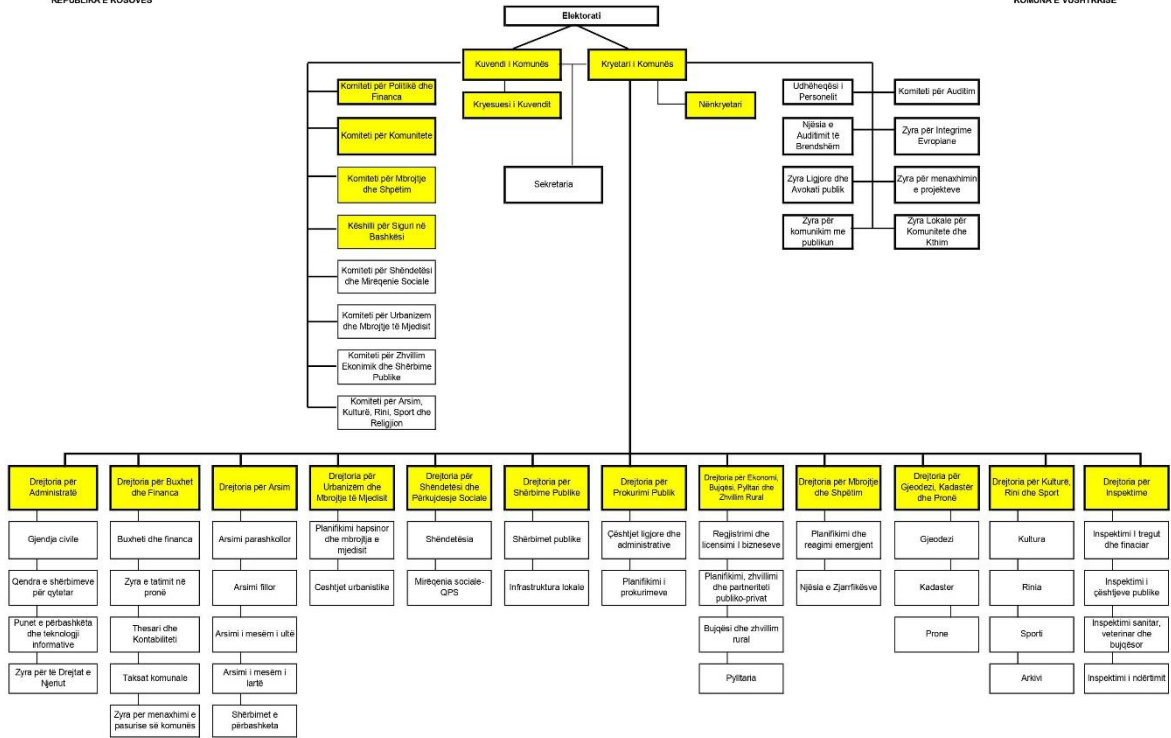 REPUBLIKA E KOSOVËS
KOMUNA E VUSHTRRISË
Elektorati
Kuvendi i Komunës
Kryetari i Komunës
Komiteti për Politikë dhe
Financa
Kryesuesi i Kuvendit
Nënkryetari
Udhëheqësi i
Personelit
Komiteti për Auditim
Komiteti për Komunitete
Njësia e
Auditimit të
Brendshëm
Zyra për Integrime
Evropiane
Komiteti për Mbrojtje dhe
Shpëtim
Sekretaria
Zyra Ligjore dhe
Avokati publik
Zyra për menaxhimin
e projekteve
Këshilli për Siguri në
Bashkësi
Zyra për
komunikim me
publikun
Zyra Lokale për
Komunitete dhe
Kthim
Komiteti për Shëndetësi
dhe Mirëqenie Sociale
Komiteti për Urbanizem
dhe Mbrojtje të Mjedisit
Komiteti për Zhvillim
Ekonimik dhe Shërbime
Publike
Komiteti për Arsim,
Kulturë, Rini, Sport dhe
Religjion
Drejtoria për
Administratë
Gjendja civile
Qendra e shërbimeve
për qytetar
Punet e përbashkëta
dhe teknologji
informative
Zyra për të Drejtat e
Njeriut
Drejtoria për Buxhet
dhe Financa
Buxheti dhe financa
Zyra e tatimit në
pronë
Thesari dhe
Kontabiliteti
Taksat komunale
Zyra per menaxhimi e
pasurise së komunës
Drejtoria për Arsim
Arsimi parashkollor
Arsimi fillor
Arsimi i mesëm i ultë
Arsimi i mesëm i
lartë
Shërbimet e
përbashketa
Drejtoria për
Urbanizëm dhe
Mbrojtje të Mjedisit
Planifikimi hapsinor
dhe mbrojtja e
mjedisit
Ceshtjet urbanistike
Drejtoria për
Shëndetësi dhe
Përkujdesje Sociale
Shëndetësia
Mirëqenia sociale-
QPS
Drejtoria për
Shërbime Publike
Shërbimet publike
Infrastruktura lokale
Drejtoria për
Prokurimi Publik
Çështjet ligjore dhe
administrative
Planifikimi i
prokurimeve
Drejtoria për Ekonomi,
Bujqësi, Pylltari dhe
Zhvillim Rural
Regjistrimi dhe
licensimi I bizneseve
Planifikimi, zhvillimi
dhe partneriteti
publiko-privat
Bujqësi dhe zhvillim
rural
Pylltaria
Drejtoria për Mbrojtje
dhe Shpëtim
Planifikimi dhe
reagimi emergjent
Njësia e Zjarrfikësve
Drejtoria për
Gjeodezi, Kadastër
dhe Pronë
Gjeodezi
Kadaster
Prone
Drejtoria për Kulturë,
Rini dhe Sport
Kultura
Rinia
Sporti
Arkivi
Drejtoria për
Inspektime
Inspektimi I tregut
dhe finaciar
Inspektimi i
çështjeve publike
Inspektimi sanitar,
veterinar dhe
bujqësor
Inspektimi i ndërtimit